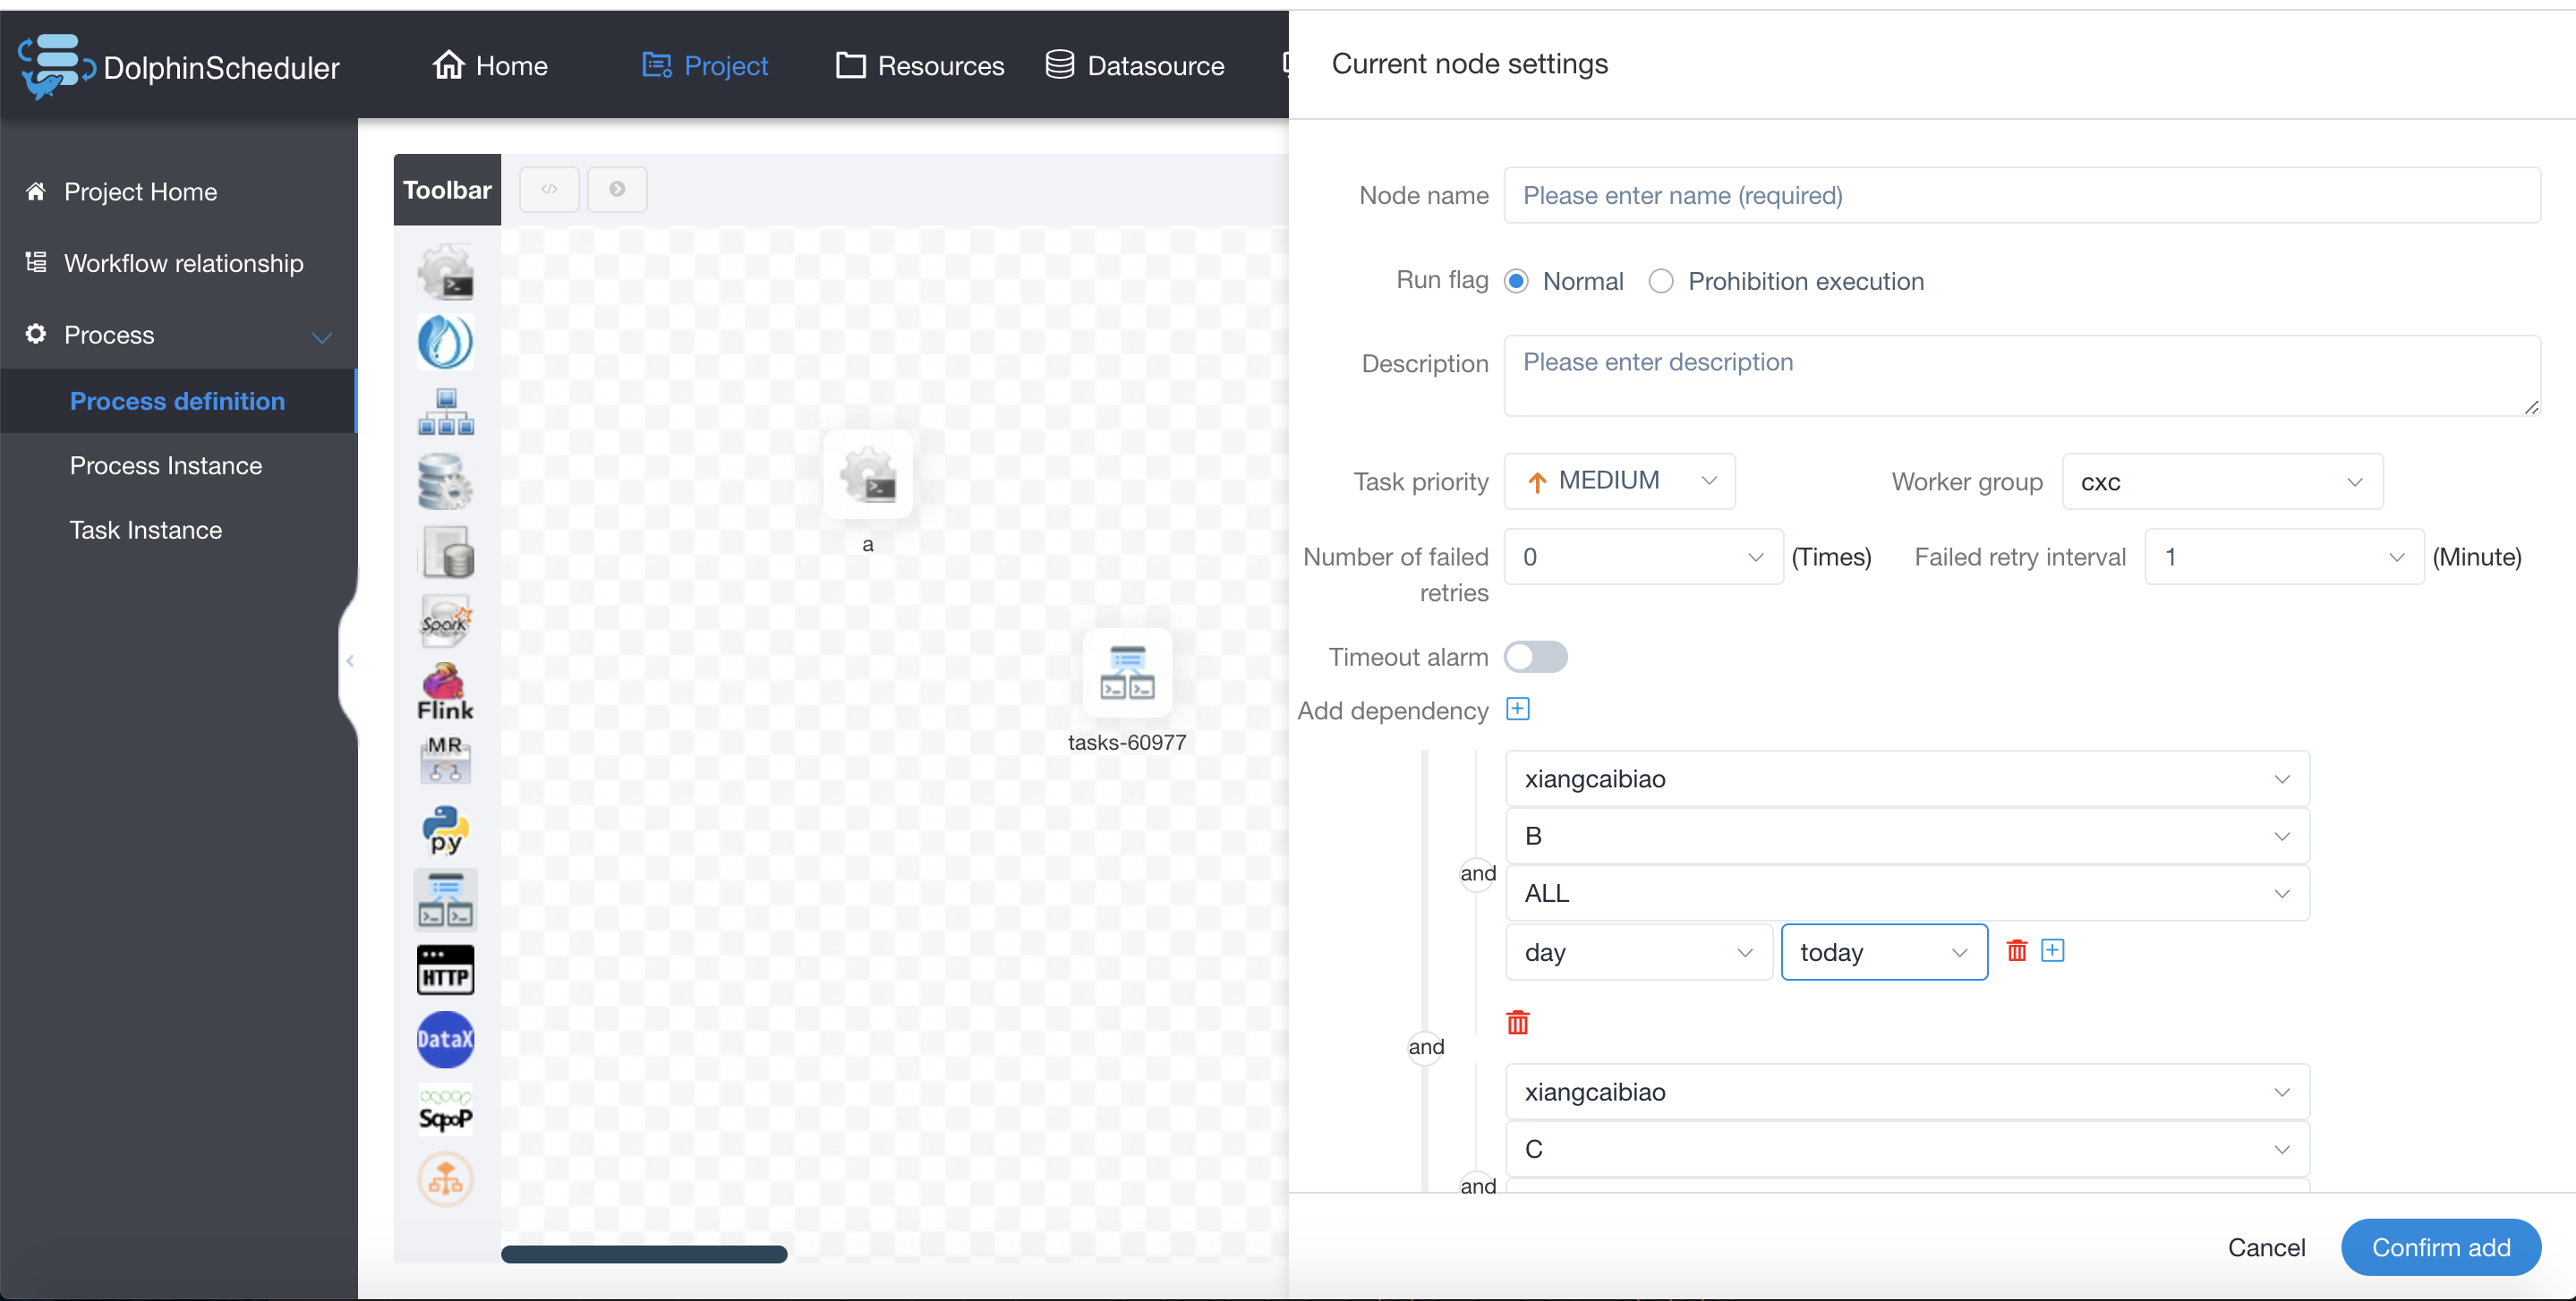 DolphinScheduler
Home
Project
Resources
Datasource
Current node settings
Project Home
Workflow relationship
Process
Process definition
Process Instance
Task Instance
Toolbar
Spark
Flink
MR
py
HTTP
DataX
SqooP
a
tasks-60977
Node name
Please enter name (required)
Run flag
Normal
Prohibition execution
Description
Please enter description
Task priority
MEDIUM
Worker group
cxc
Number of failed
retries
0
(Times)
Failed retry interval
1
(Minute)
Timeout alarm
Add dependency
xiangcaibiao
B
and
ALL
day
today
and
xiangcaibiao
C
and
Cancel
Confirm add